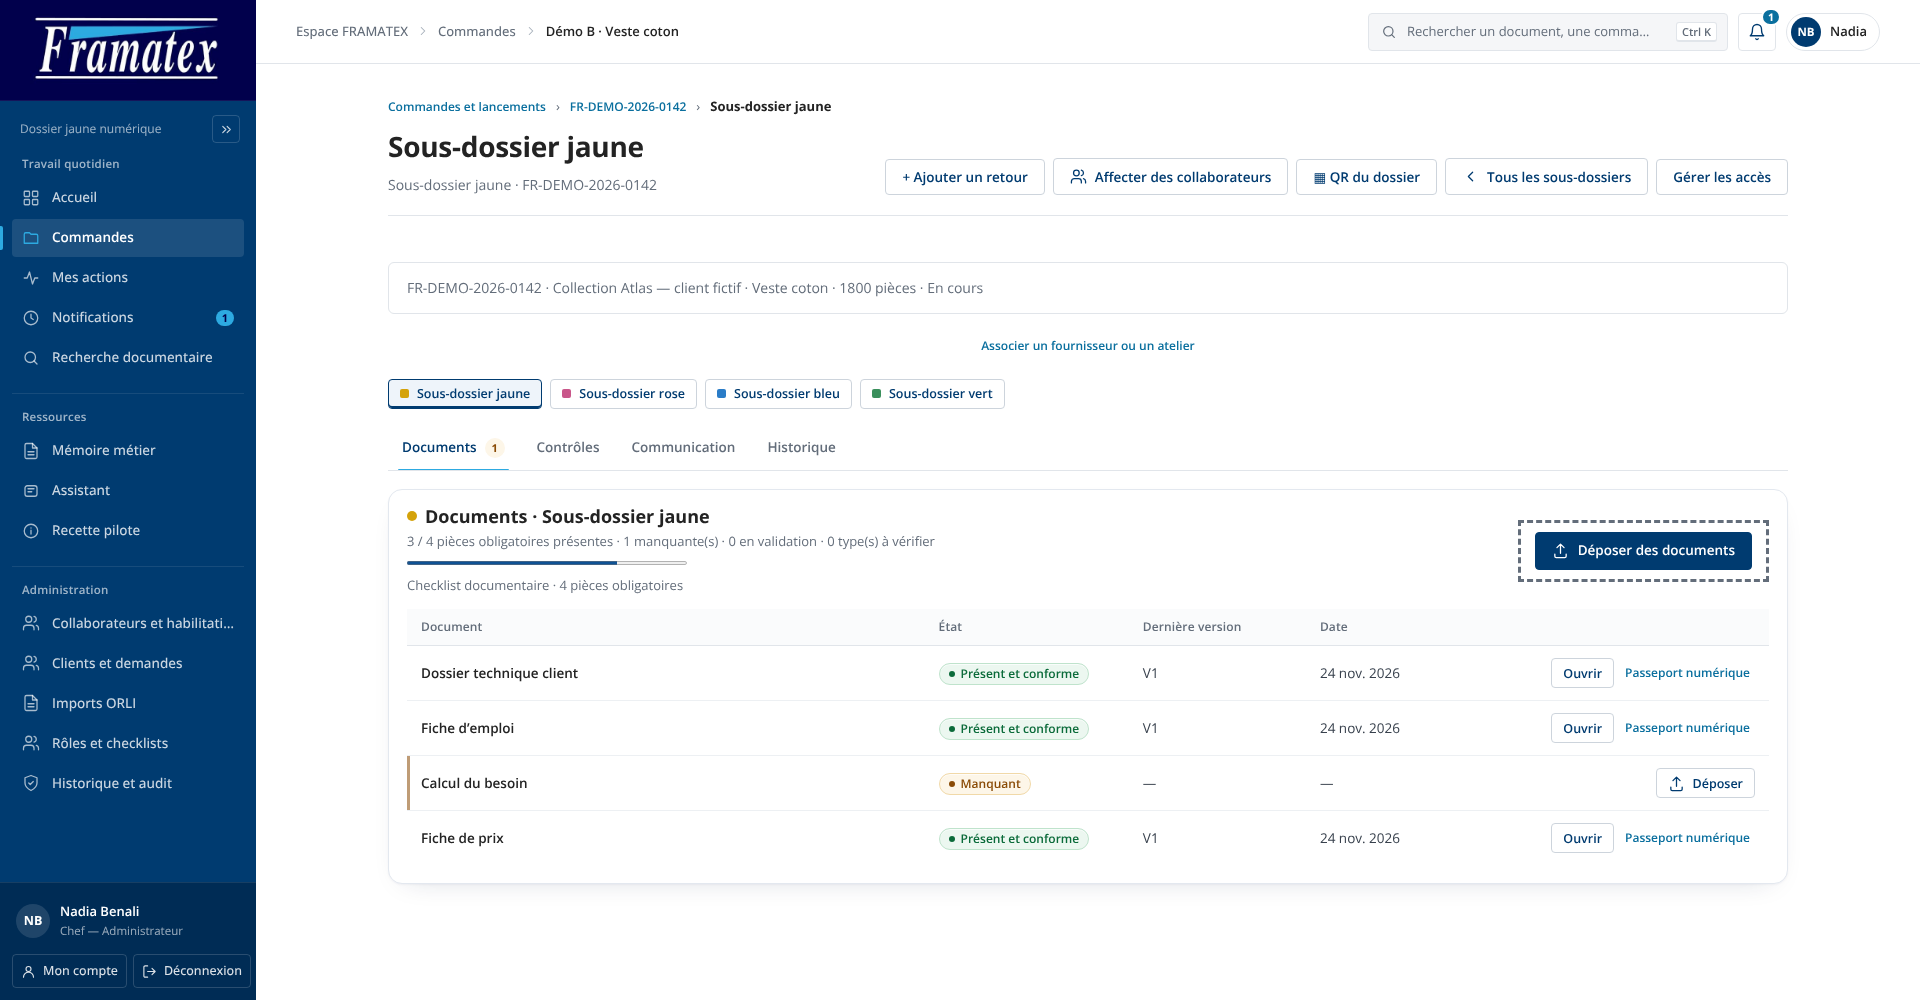 Framatex
Dossier jaune numérique
Travail quotidien
Accueil
Commandes
Mes actions
Notifications 1
Recherche documentaire
Ressources
Mémoire métier
Assistant
Recette pilote
Administration
Collaborateurs et habilitati...
Clients et demandes
Imports ORLI
Rôles et checklists
Historique et audit
NB
Nadia Benali
Chef — Administrateur
Mon compte
Déconnexion
Espace FRAMATEX > Commandes > Démo B · Veste coton
Rechercher un document, une comma... Ctrl K
1
NB Nadia
Commandes et lancements › FR-DEMO-2026-0142 › Sous-dossier jaune
Sous-dossier jaune
Sous-dossier jaune · FR-DEMO-2026-0142
+ Ajouter un retour
Affecter des collaborateurs
QR du dossier
Tous les sous-dossiers
Gérer les accès
FR-DEMO-2026-0142 · Collection Atlas — client fictif · Veste coton · 1800 pièces · En cours
Associer un fournisseur ou un atelier
Sous-dossier jaune
Sous-dossier rose
Sous-dossier bleu
Sous-dossier vert
Documents 1
Contrôles
Communication
Historique
Documents · Sous-dossier jaune
3 / 4 pièces obligatoires présentes · 1 manquante(s) · 0 en validation · 0 type(s) à vérifier
Checklist documentaire · 4 pièces obligatoires
Déposer des documents
Document État Dernière version Date
Dossier technique client Présent et conforme V1 24 nov. 2026 Ouvrir Passeport numérique
Fiche d’emploi Présent et conforme V1 24 nov. 2026 Ouvrir Passeport numérique
Calcul du besoin Manquant — — Déposer
Fiche de prix Présent et conforme V1 24 nov. 2026 Ouvrir Passeport numérique